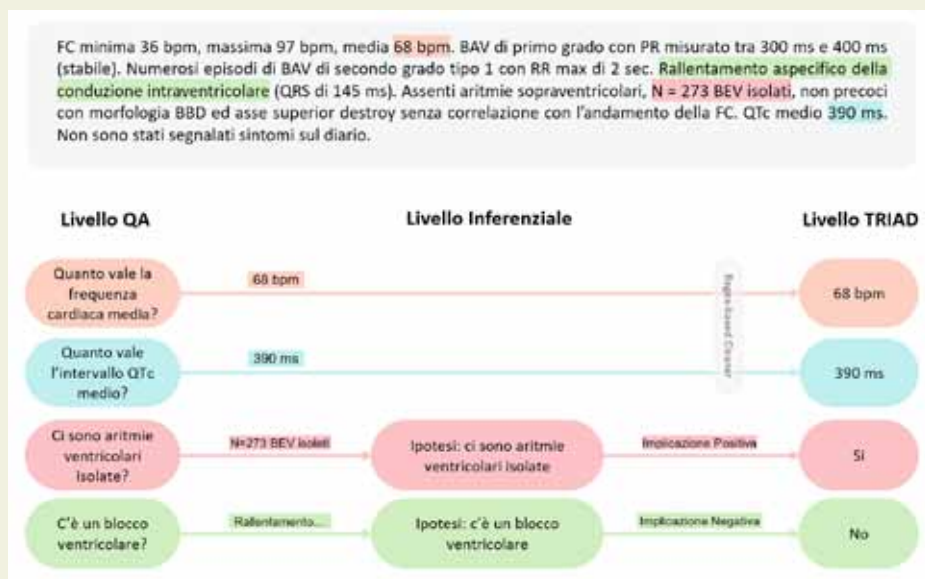 FC minima 36 bpm, massima 97 bpm, media 68 bpm. BAV di primo grado con PR misurato tra 300 ms e 400 ms
(stabile). Numerosi episodi di BAV di secondo grado tipo 1 con RR max di 2 sec. Rallentamento aspecifico della
conduzione intraventricolare (QRS di 145 ms). Assenti aritmie sopraventricolari, N = 273 BEV isolati, non precoci
con morfologia BBD ed asse superior destroy senza correlazione con l'andamento della FC. QTc medio 390 ms.
Non sono stati segnalati sintomi sul diario.
Livello QA
Livello Inferenziale
Livello TRIAD
Quanto vale la
frequenza
cardiaca media?
68 bpm
Rule-based Cleaner
68 bpm
Quanto vale
l'intervallo QTc
medio?
390 ms
390 ms
Ci sono aritmie
ventricolari
isolate?
N=273 BEV isolati
Ipotesi: ci sono aritmie
ventricolari isolate
Implicazione Positiva
Si
C'è un blocco
ventricolare?
Rallentamento...
Ipotesi: c'è un blocco
ventricolare
Implicazione Negativa
No